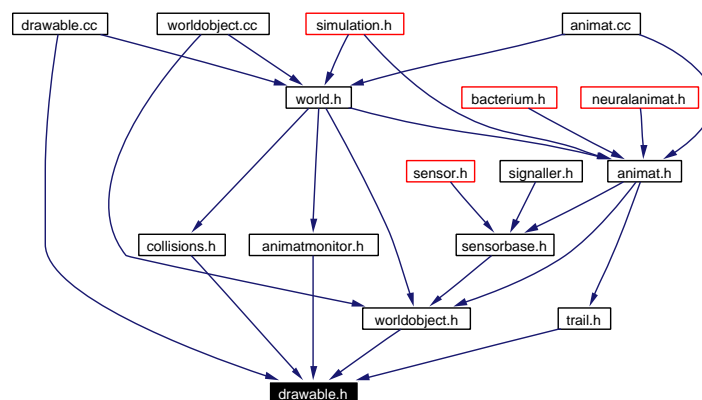 drawable.cc
worldobject.cc
simulation.h
animat.cc
world.h
bacterium.h
neuralanimat.h
sensor.h
signaller.h
animat.h
collisions.h
animatmonitor.h
sensorbase.h
worldobject.h
trail.h
drawable.h